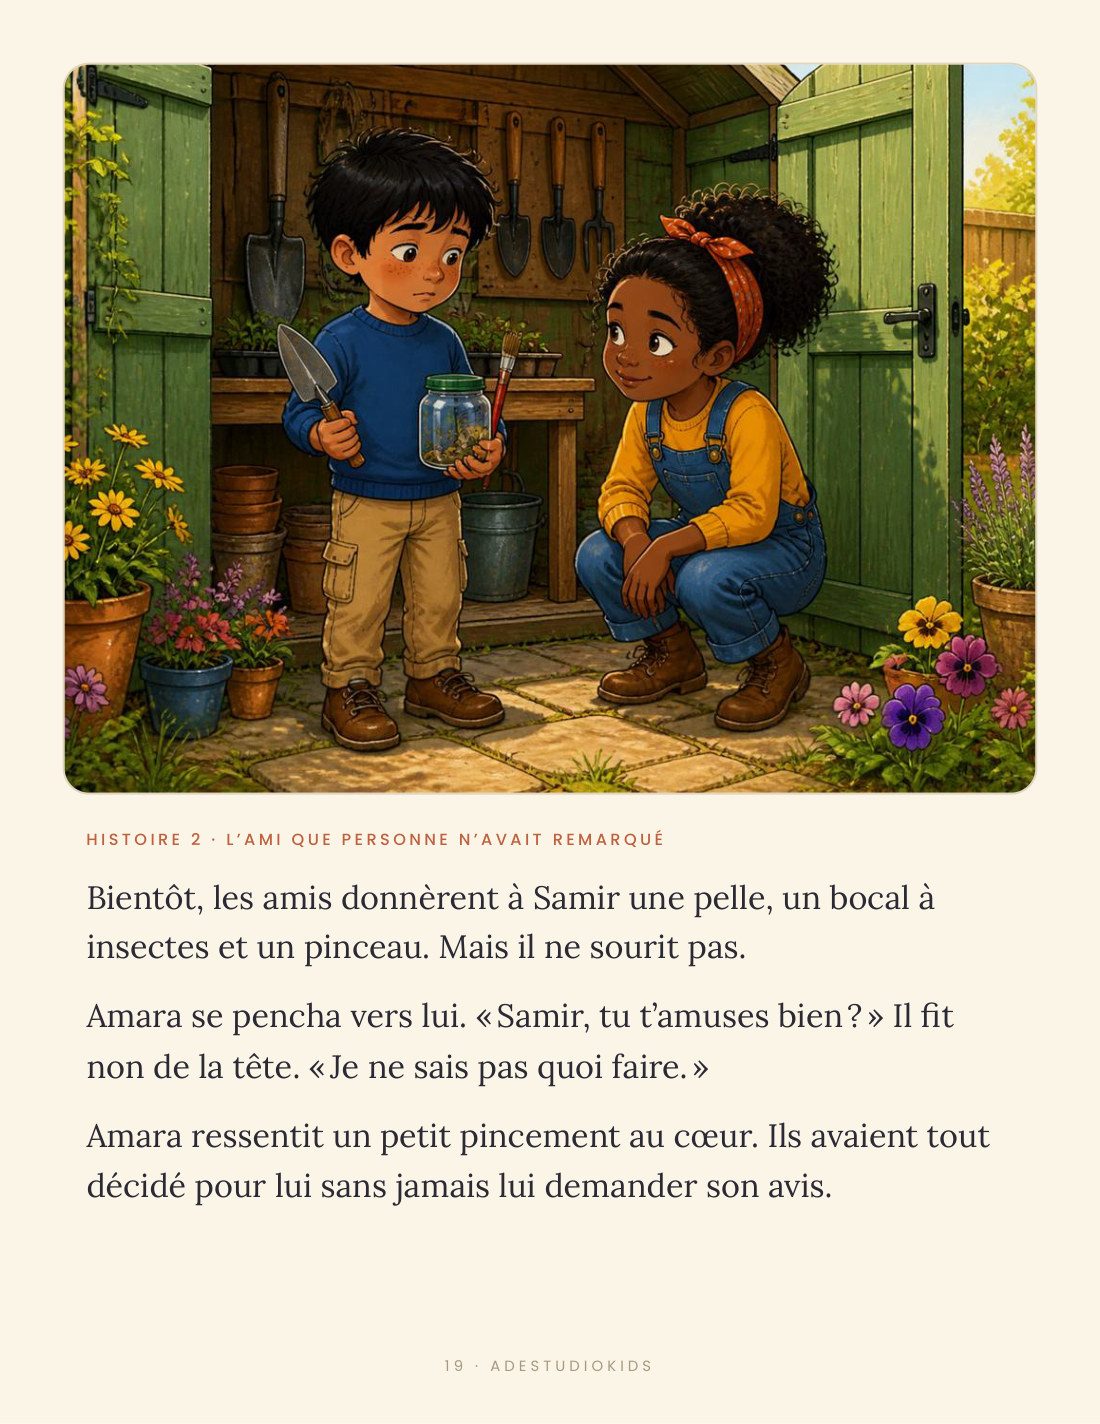 HISTOIRE 2 · L’AMI QUE PERSONNE N’AVAIT REMARQUÉ
Bientôt, les amis donnèrent à Samir une pelle, un bocal à
insectes et un pinceau. Mais il ne sourit pas.
Amara se pencha vers lui. « Samir, tu t’amuses bien ? » Il fit
non de la tête. « Je ne sais pas quoi faire. »
Amara ressentit un petit pincement au cœur. Ils avaient tout
décidé pour lui sans jamais lui demander son avis.
19 · ADESTUDIOKIDS